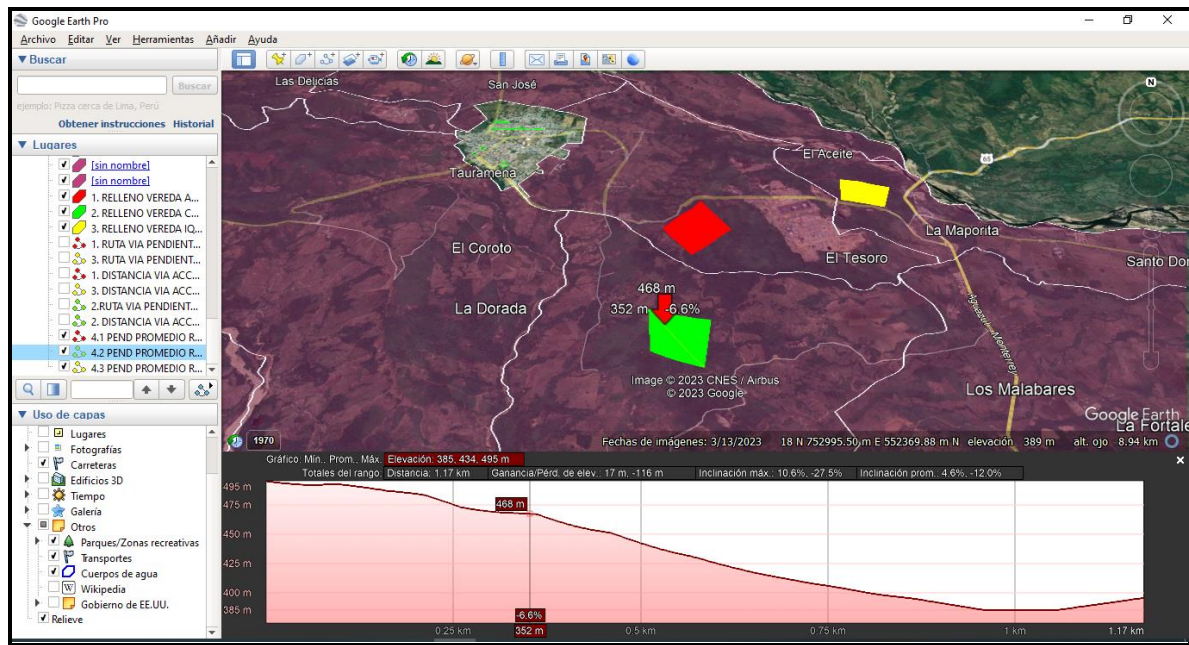 Google Earth Pro
Archivo Editar Ver Herramientas Añadir Ayuda
Buscar
Buscar
ejemplo: Pizza cerca de Lima, Perú
Obtener instrucciones Historial
Lugares
[sin nombre]
[sin nombre]
1. RELLENO VEREDA A...
2. RELLENO VEREDA C...
3. RELLENO VEREDA IQ...
1. RUTA VIA PENDIENT...
3. RUTA VIA PENDIENT...
1. DISTANCIA VIA ACC...
3. DISTANCIA VIA ACC...
2.RUTA VIA PENDIENT...
2. DISTANCIA VIA ACC...
4.1 PEND PROMEDIO R...
4.2 PEND PROMEDIO R...
4.3 PEND PROMEDIO R...
Uso de capas
Lugares
Fotografías
Carreteras
Edificios 3D
Tiempo
Galería
Otros
Parques/Zonas recreativas
Transportes
Cuerpos de agua
Wikipedia
Gobierno de EE.UU.
Relieve
Las Delicias
San José
N
El Aceite
65
Tauramena
La Maporita
El Coroto
El Tesoro
Santo Do
468 m
La Dorada
352 m -6.6%
Aguazul - Monterrey
Image © 2023 CNES / Airbus
© 2023 Google
Los Malabares
Google Earth
La Fortale
1970
Fechas de imágenes: 3/13/2023 18 N 752995.50 m E 552369.88 m N elevación 389 m alt. ojo 8.94 km
Gráfico: Mín., Prom., Máx. Elevación: 385, 434, 495 m
Totales del rango: Distancia: 1.17 km Ganancia/Pérd. de elev.: 17 m, -116 m Inclinación máx.: 10.6%, -27.5% Inclinación prom.: 4.6%, -12.0%
495 m
475 m
468 m
450 m
425 m
400 m
385 m
-6.6%
0.25 km 352 m 0.5 km 0.75 km 1 km 1.17 km